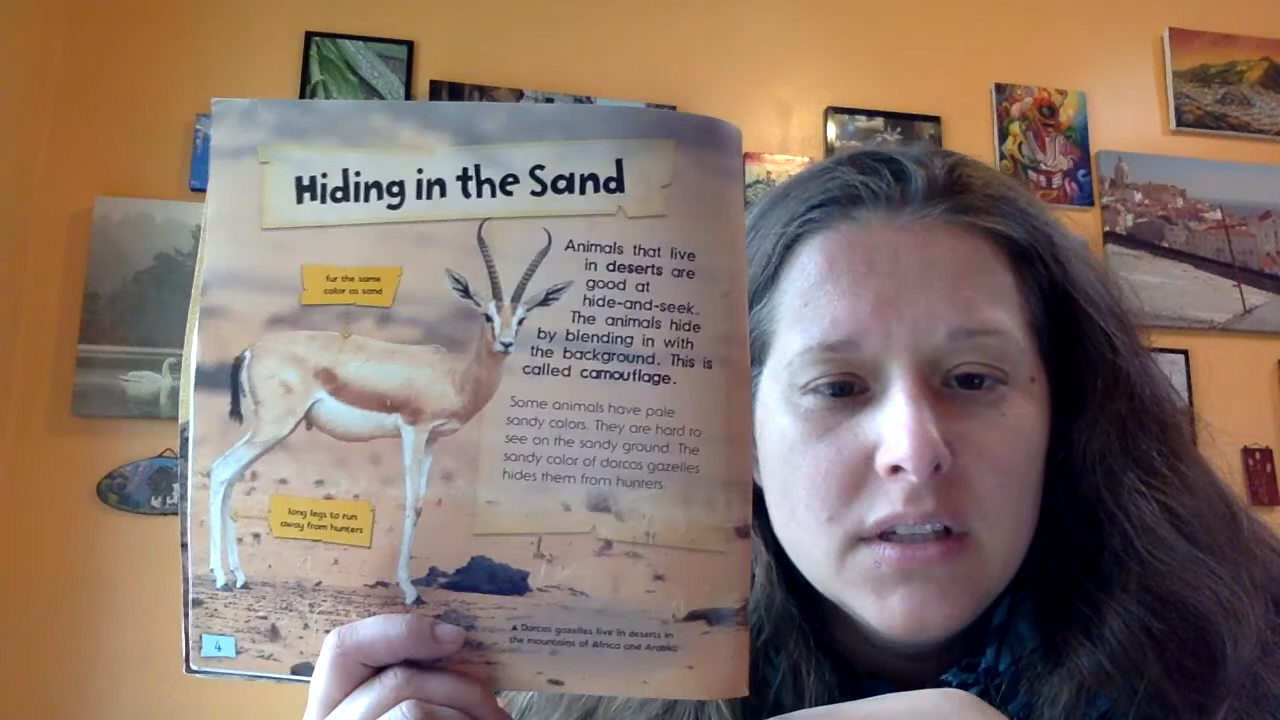 Hiding in the Sand
fur the same
color as sand
Animals that live
in deserts are
good at
hide-and-seek.
The animals hide
by blending in with
the background. This is
called camouflage.
Some animals have pale
sandy colors. They are hard to
see on the sandy ground. The
sandy color of dorcas gazelles
hides them from hunters.
long legs to run
away from hunters
▲ Dorcas gazelles live in deserts in
the mountains of Africa and Arabia.
4